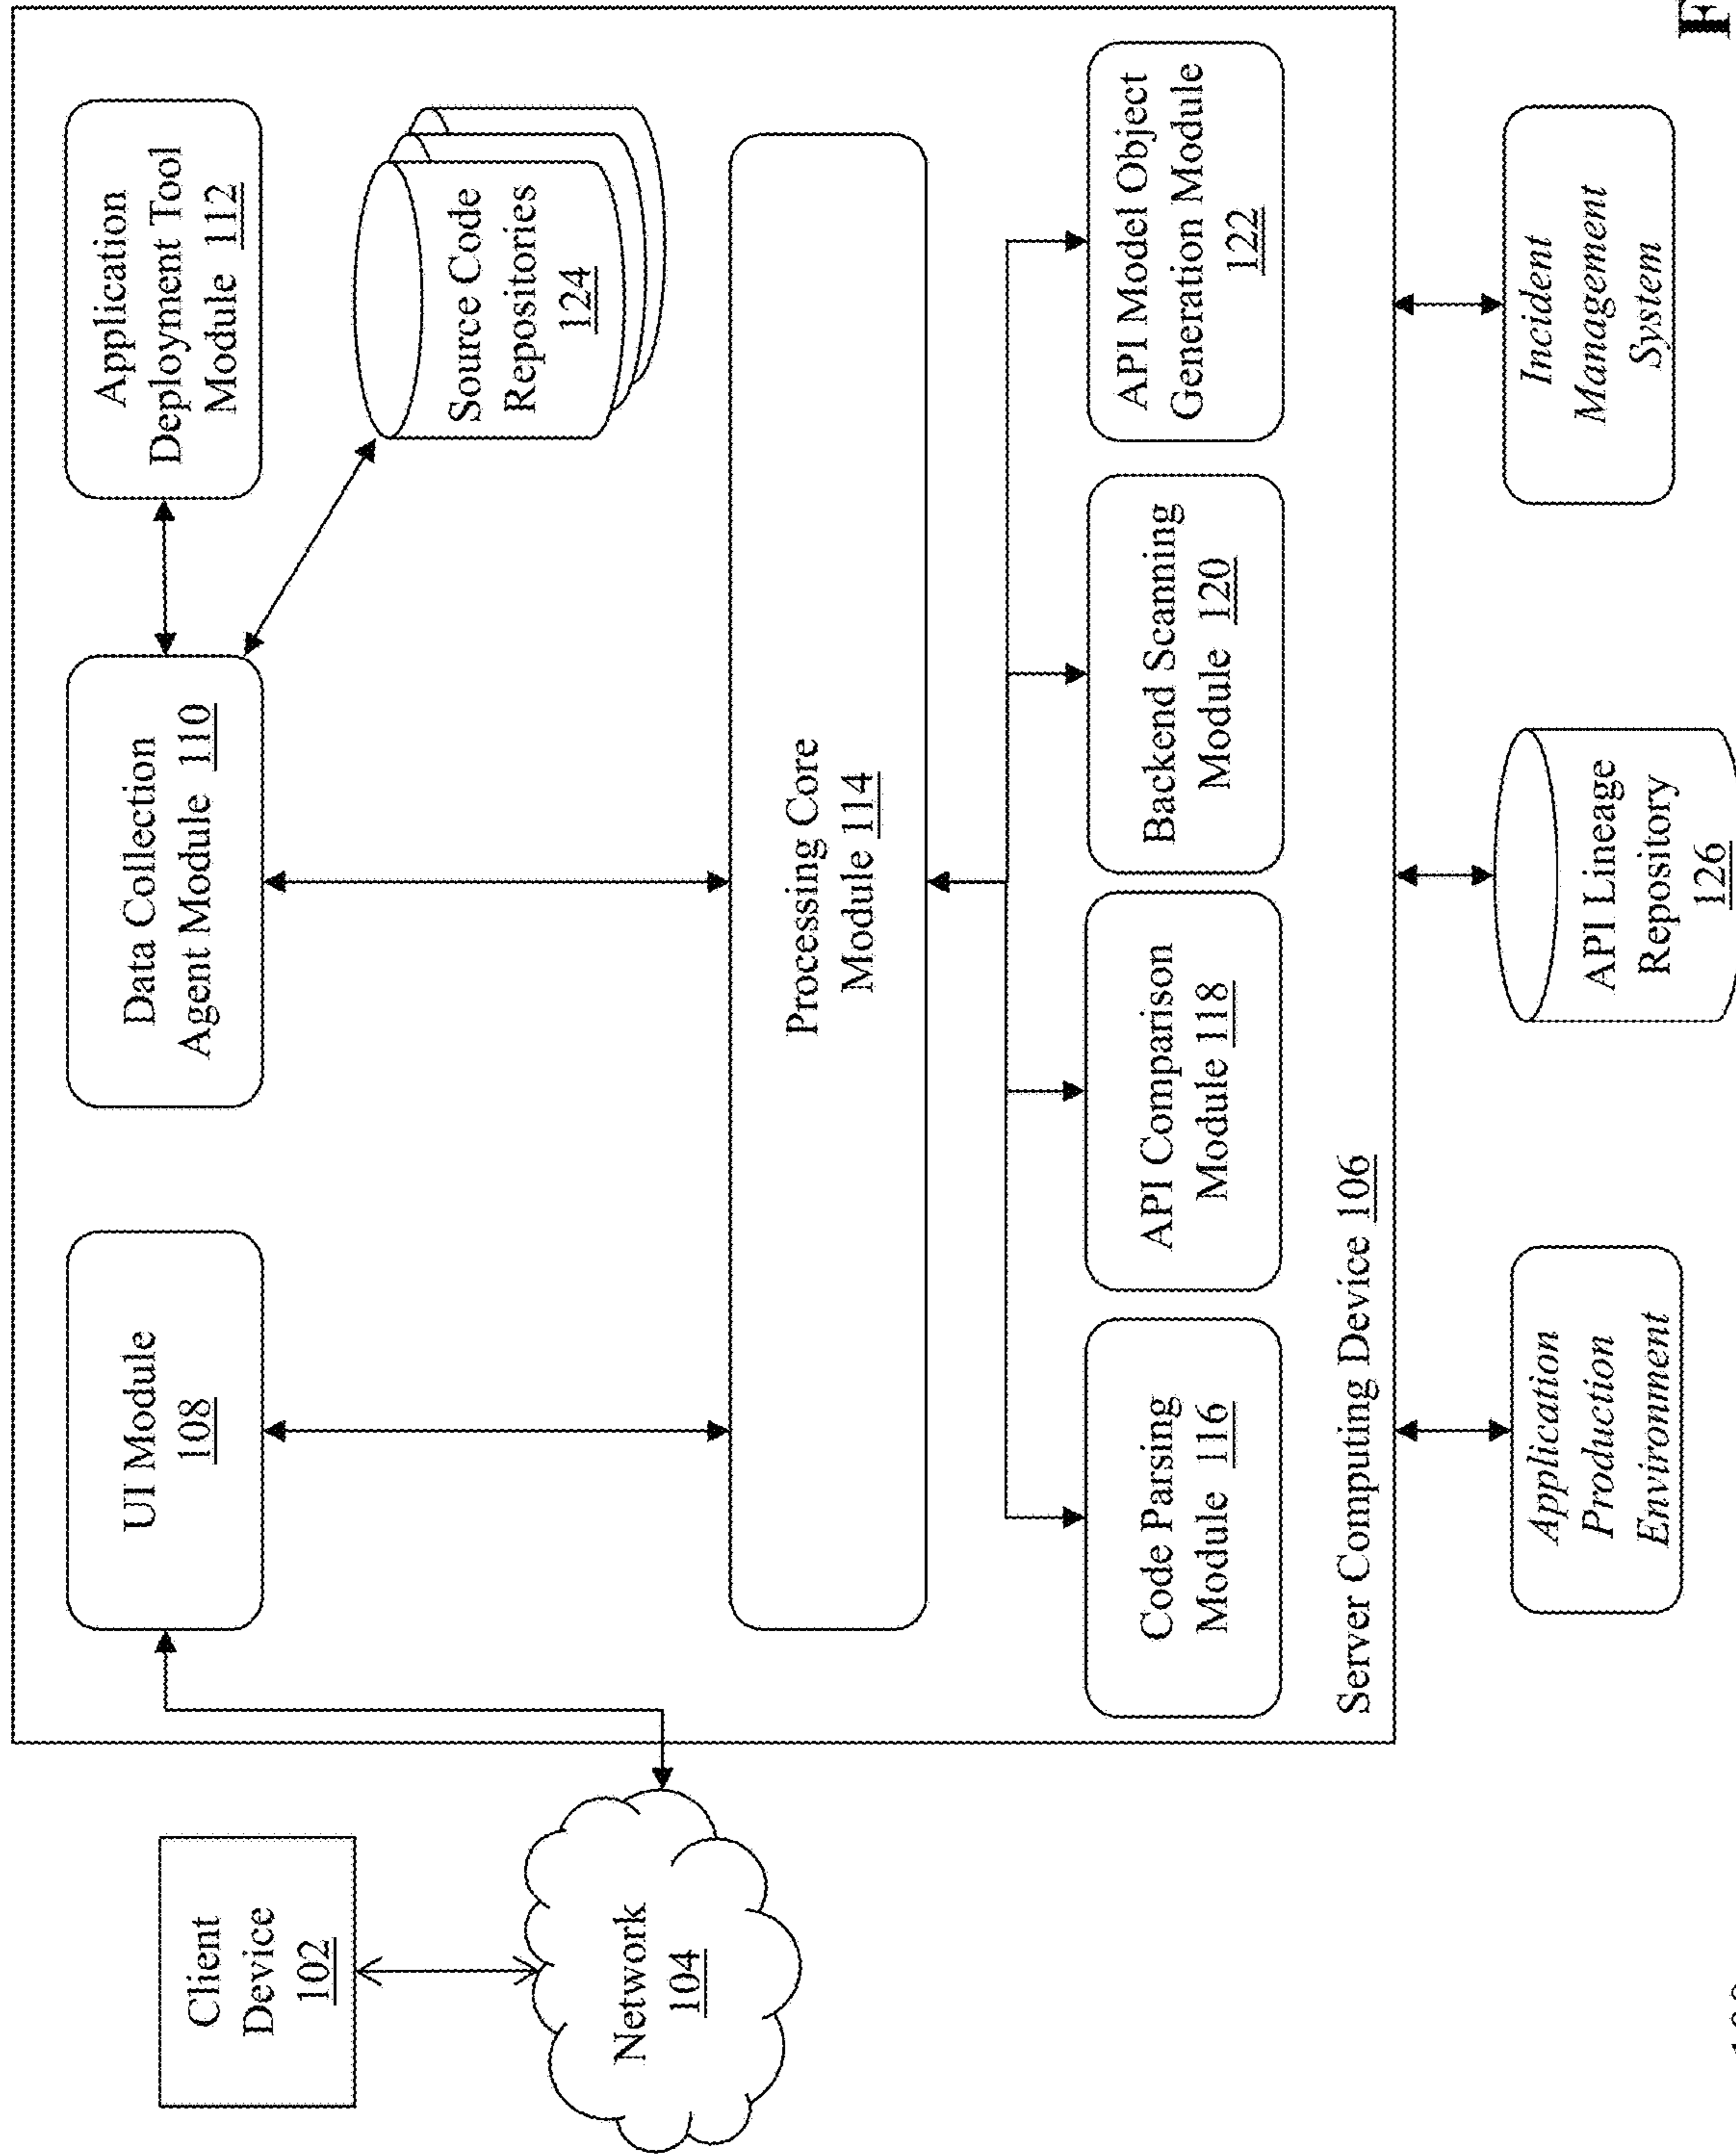 Client
Device
102
Network
104
UI Module
108
Data Collection
Agent Module 110
Application
Deployment Tool
Module 112
Source Code
Repositories
124
Processing Core
Module 114
Code Parsing
Module 116
API Comparison
Module 118
Backend Scanning
Module 120
API Model Object
Generation Module
122
Server Computing Device 106
Application
Production
Environment
API Lineage
Repository
126
Incident
Management
System